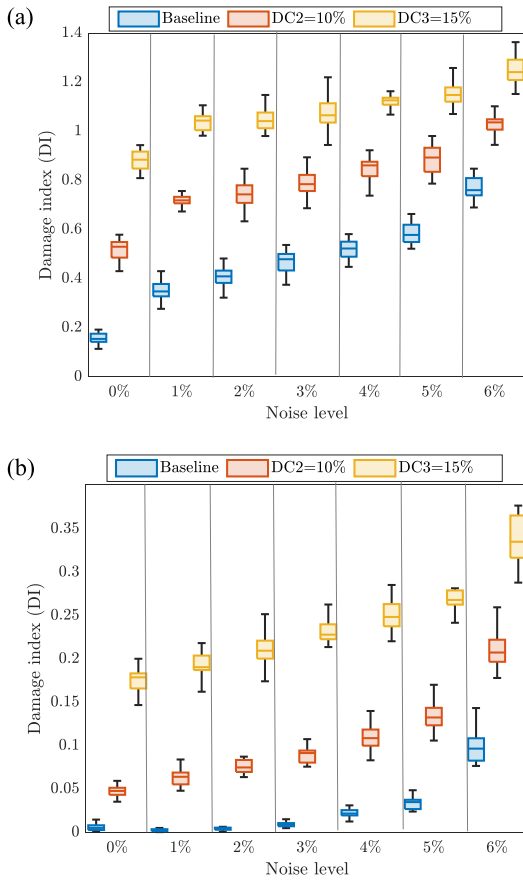 (a)
Baseline DC2=10% DC3=15%
1.4
1.2
1
0.8
0.6
0.4
0.2
0
Damage index (DI)
0% 1% 2% 3% 4% 5% 6%
Noise level
(b)
Baseline DC2=10% DC3=15%
0.35
0.3
0.25
0.2
0.15
0.1
0.05
0
Damage index (DI)
0% 1% 2% 3% 4% 5% 6%
Noise level